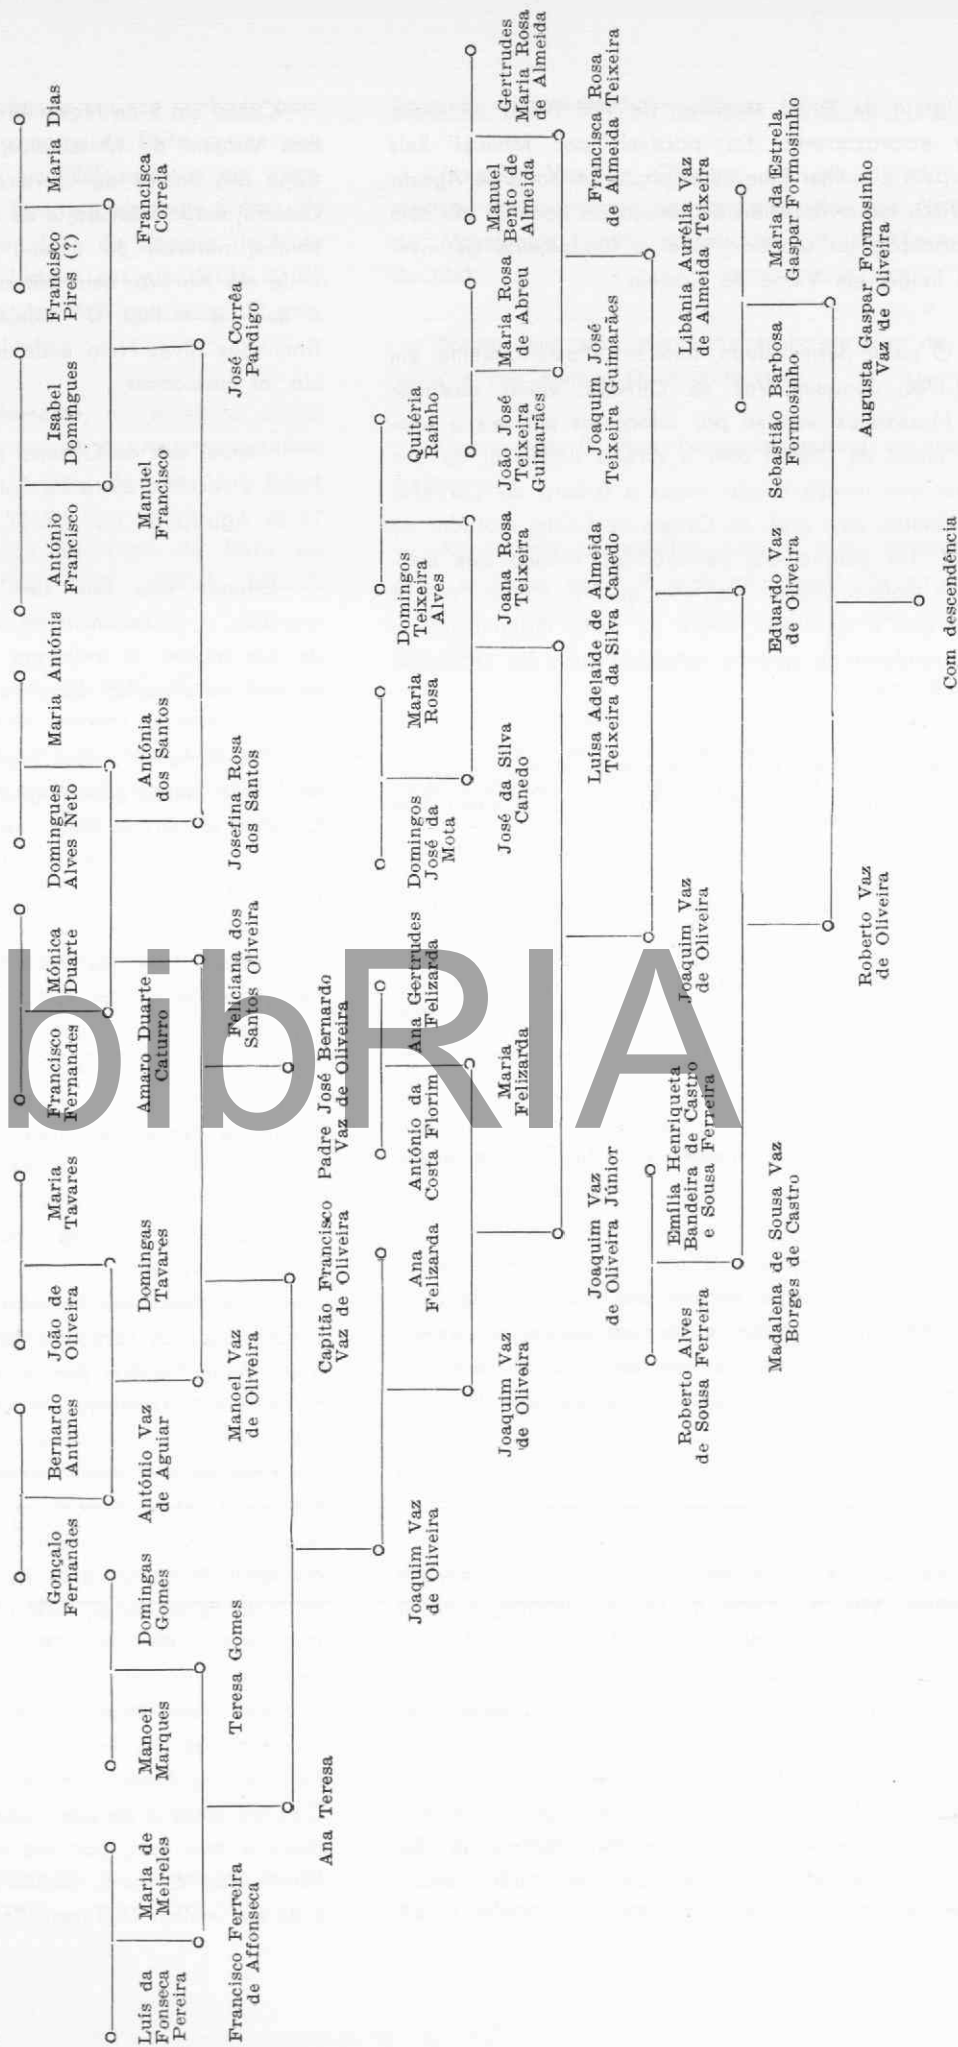 Gonçalo
Fernandes
Bernardo
Antunes
João de
Oliveira
Maria
Tavares
Francisco
Fernandes
Mónica
Duarte
Domingues
Alves Neto
Maria Antónia
António
Francisco
Isabel
Domingues
Francisco
Pires (?)
Maria Dias
Luís da
Fonseca
Pereira
Maria de
Meireles
Manoel
Marques
Domingas
Gomes
António Vaz
de Aguiar
Domingas
Tavares
Amaro Duarte
Caturro
Antónia
dos Santos
Manuel
Francisco
Francisca
Correia
Francisco Ferreira
de Affonseca
Teresa Gomes
Manoel Vaz
de Oliveira
Feliciana dos
Santos Oliveira
Josefina Rosa
dos Santos
José Corrêa
Pardigo
Ana Teresa
Capitão Francisco
Vaz de Oliveira
Padre José Bernardo
Vaz de Oliveira
Joaquim Vaz
de Oliveira
Ana
Felizarda
António da
Costa Florim
Ana Gertrudes
Felizarda
Domingos
José da
Mota
Maria
Rosa
Domingos
Teixeira
Alves
Quitéria
Rainho
Joaquim Vaz
de Oliveira
Maria
Felizarda
José da Silva
Canedo
Joana Rosa
Teixeira
João José
Teixeira
Guimarães
Maria Rosa
de Abreu
Manuel
Bento de
Almeida
Gertrudes
Maria Rosa
de Almeida
Joaquim Vaz
de Oliveira Júnior
Luísa Adelaide de Almeida
Teixeira da Silva Canedo
Joaquim José
Teixeira Guimarães
Francisca Rosa
de Almeida Teixeira
Roberto Alves
de Sousa Ferreira
Emília Henriqueta
Bandeira de Castro
e Sousa Ferreira
Joaquim Vaz
de Oliveira
Libânia Aurélia Vaz
de Almeida Teixeira
Madalena de Sousa Vaz
Borges de Castro
Eduardo Vaz
de Oliveira
Sebastião Barbosa
Formosinho
Maria da Estrela
Gaspar Formosinho
Roberto Vaz
de Oliveira
Augusta Gaspar Formosinho
Vaz de Oliveira
Com descendência
bibRIA